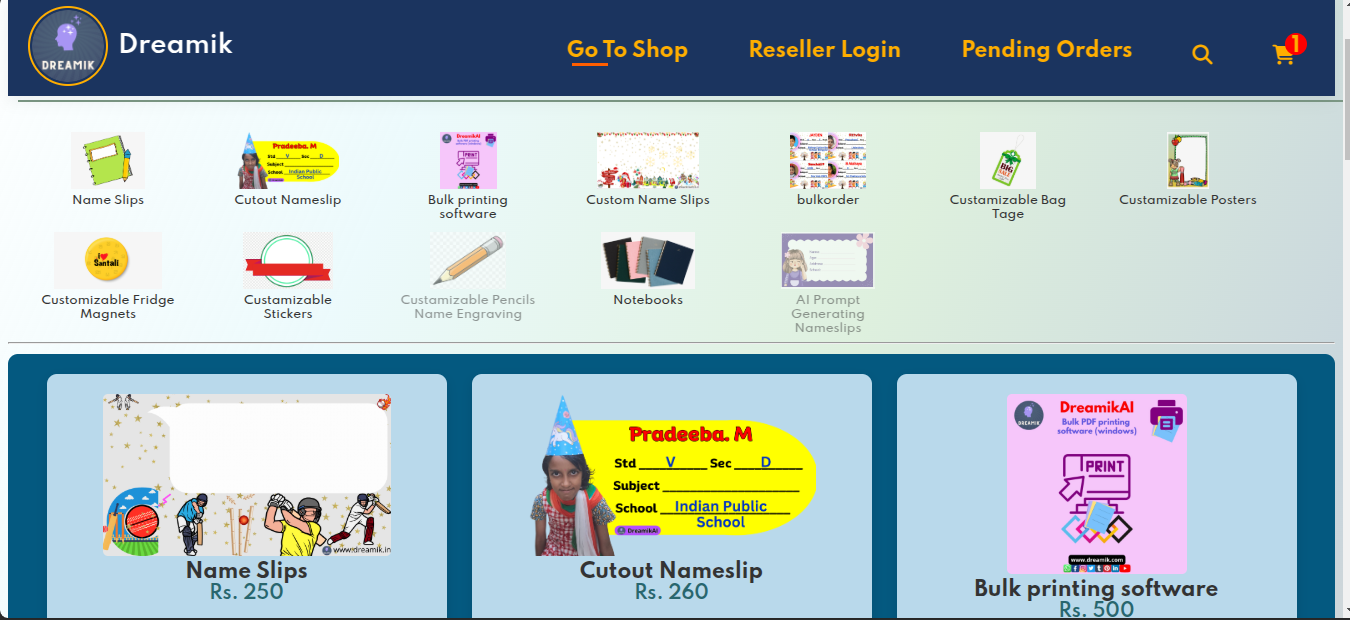 DREAMIK
Dreamik
Go To Shop
Reseller Login
Pending Orders
1
Pradeeba. M
Std V Sec D
Subject
School Indian Public
School
DreamikAI
PRINT
BIG
SALE
Name Slips
Cutout Nameslip
Bulk printing
software
Custom Name Slips
bulkorder
Custamizable Bag
Tage
Custamizable Posters
I
Santali
Customizable Fridge
Magnets
Custamizable
Stickers
Custamizable Pencils
Name Engraving
Notebooks
AI Prompt
Generating
Nameslips
www.dreamik.in
Name Slips
Rs. 250
Pradeeba. M
Std V Sec D
Subject
School Indian Public
School
DreamikAI
Cutout Nameslip
Rs. 260
DREAMIK
DreamikAI
Bulk PDF printing
software (windows)
PRINT
www.dreamik.com
Bulk printing software
Rs. 500